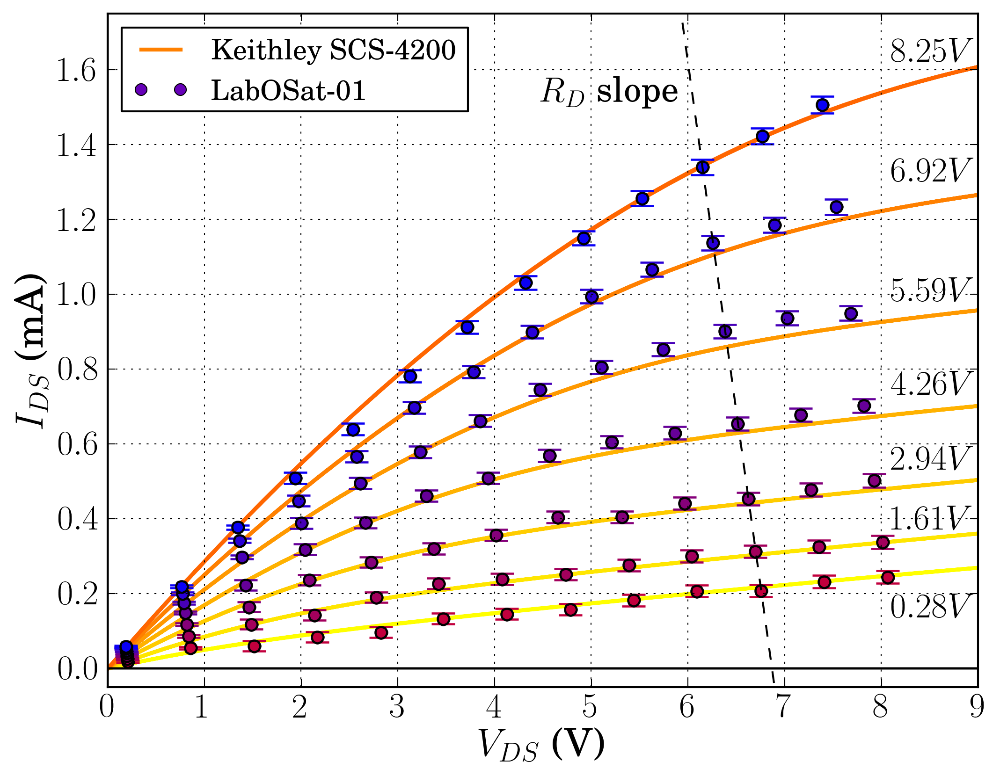 Keithley SCS-4200
LabOSat-01
R_D slope
8.25V
6.92V
5.59V
4.26V
2.94V
1.61V
0.28V
1.6
1.4
1.2
1.0
0.8
0.6
0.4
0.2
0.0
I_DS (mA)
0 1 2 3 4 5 6 7 8 9
V_DS (V)